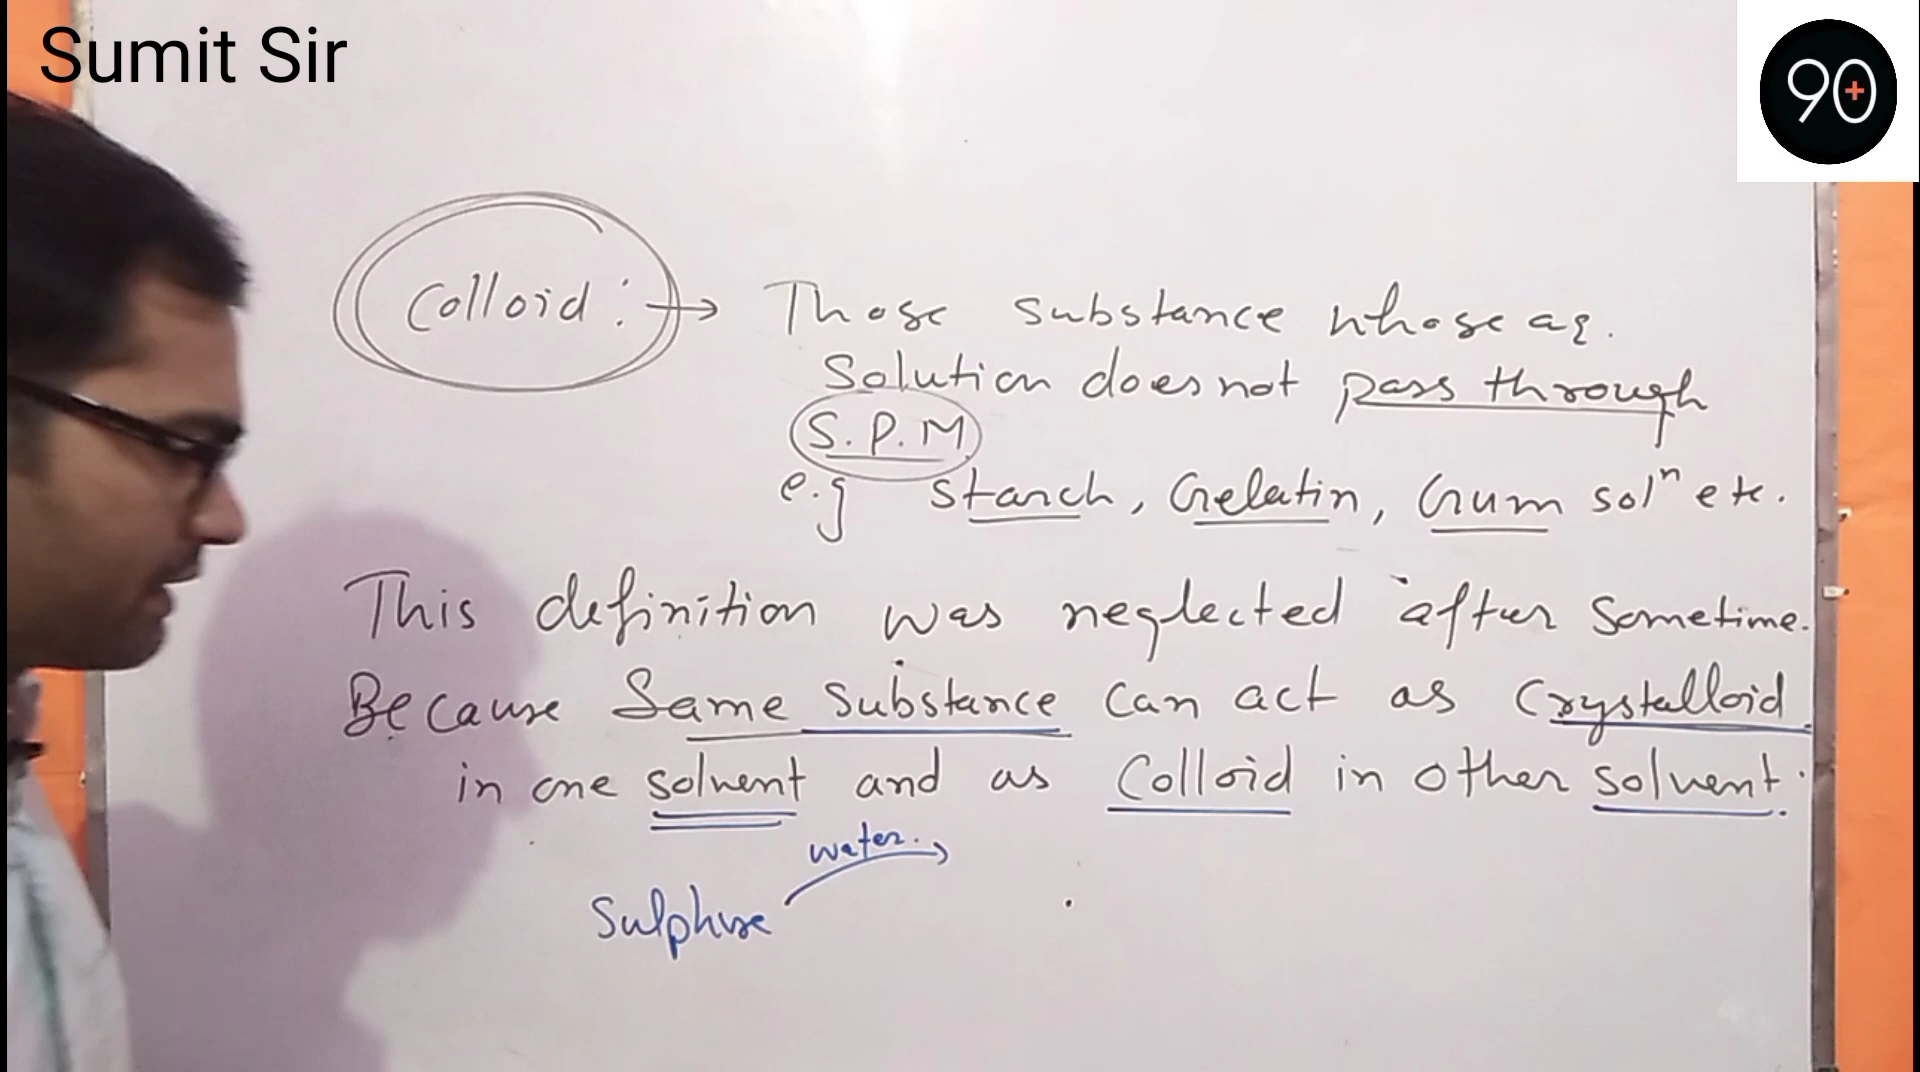 Sumit Sir
90+
Colloid :→ Those substance whose aq.
Solution does not pass through
S.P.M
e.g Starch, Gelatin, Gum solⁿ etc.
This definition was neglected after Sometime.
Because Same substance can act as Crystalloid
in one solvent and as Colloid in other solvent.
water.
Sulphur